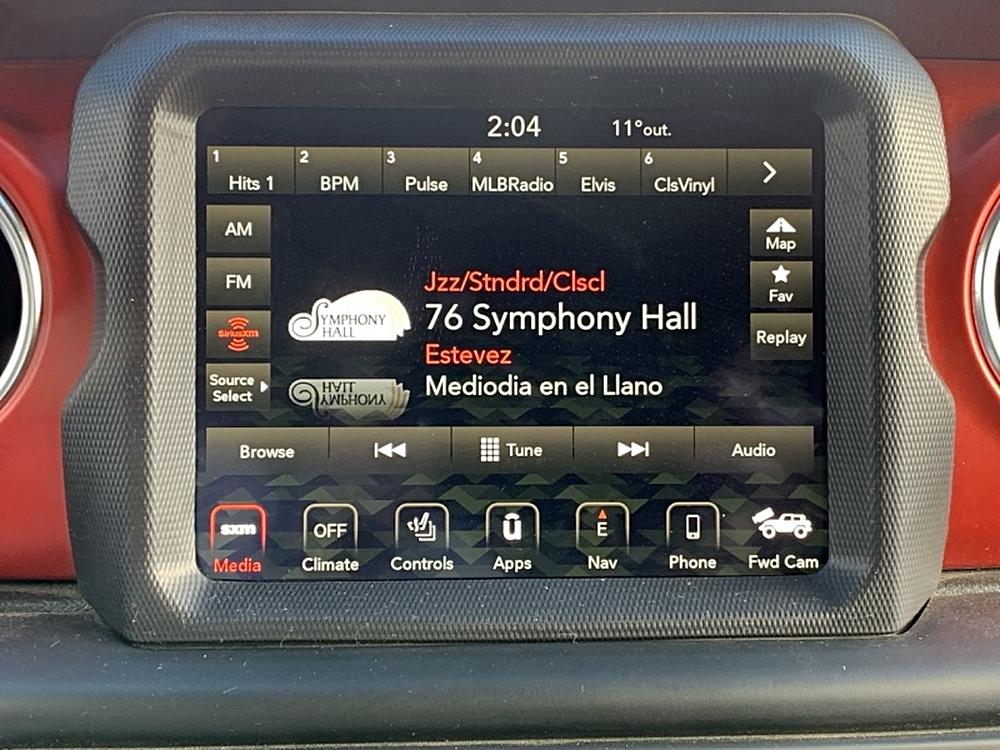 2:04 11°out.
1 Hits 1 2 BPM 3 Pulse 4 MLBRadio 5 Elvis 6 ClsVinyl
AM
Map
FM
Fav
SiriusXM
Replay
Source
Select
Jzz/Stndrd/Clscl
76 Symphony Hall
Estevez
Mediodia en el Llano
SYMPHONY
HALL
SYMPHONY
HALL
Browse Tune Audio
sxm OFF ū E
Media Climate Controls Apps Nav Phone Fwd Cam